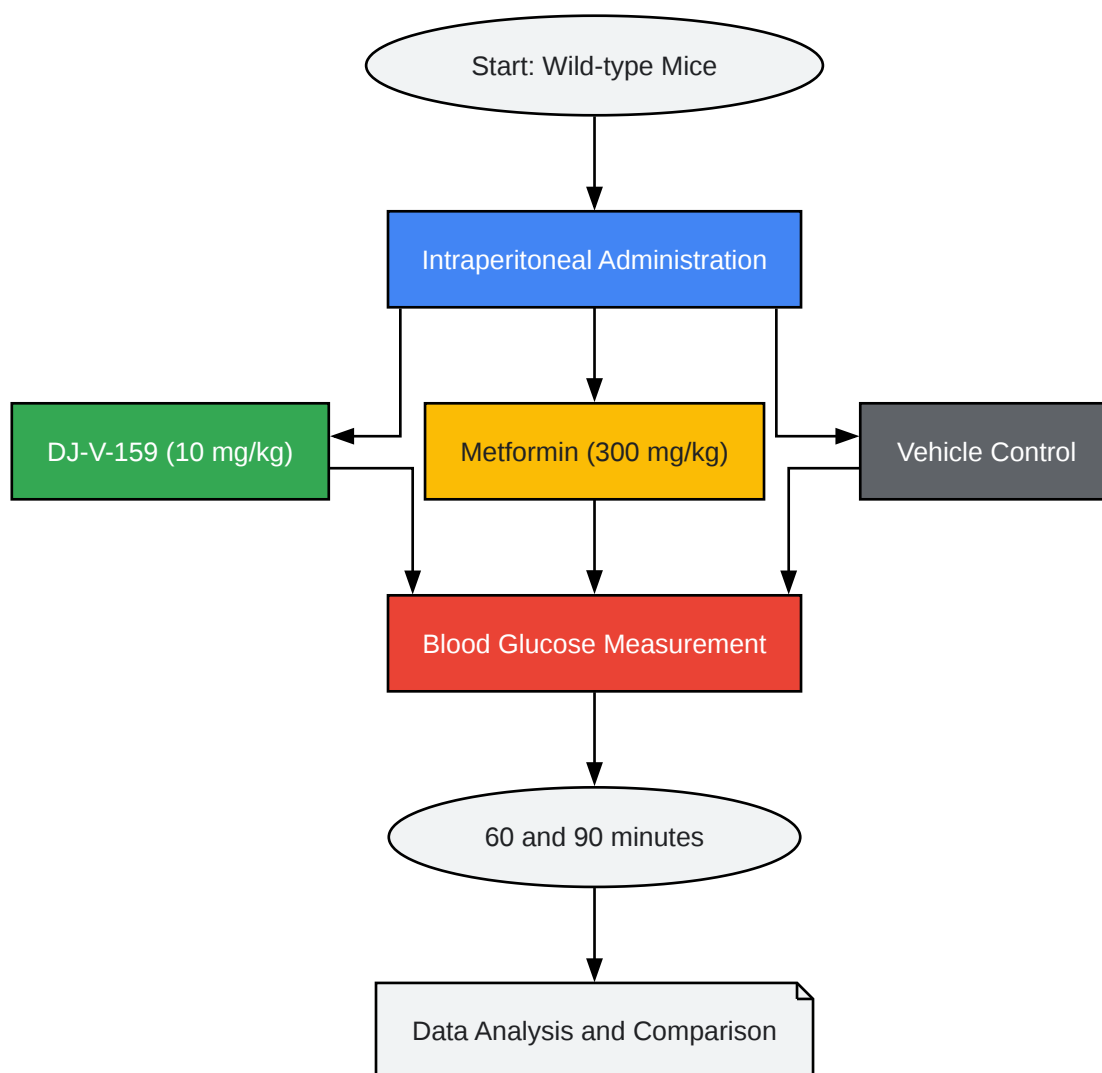 Start: Wild-type Mice
Intraperitoneal Administration
DJ-V-159 (10 mg/kg)
Metformin (300 mg/kg)
Vehicle Control
Blood Glucose Measurement
60 and 90 minutes
Data Analysis and Comparison